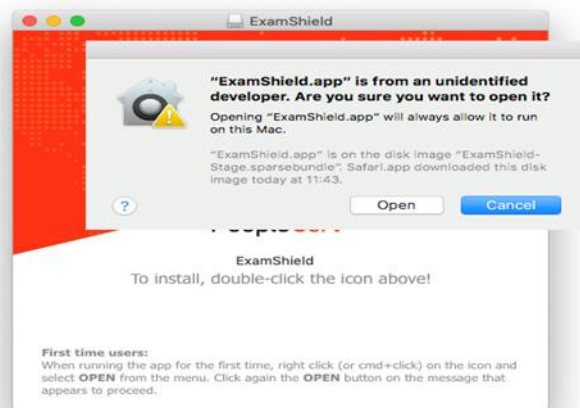 ExamShield
"ExamShield.app" is from an unidentified
developer. Are you sure you want to open it?
Opening "ExamShield.app" will always allow it to run
on this Mac.
"ExamShield.app" is on the disk image "ExamShield-
Stage.sparsebundle". Safari.app downloaded this disk
image today at 11:43.
?
Open
Cancel
ExamShield
To install, double-click the icon above!
First time users:
When running the app for the first time, right click (or cmd+click) on the icon and
select OPEN from the menu. Click again the OPEN button on the message that
appears to proceed.